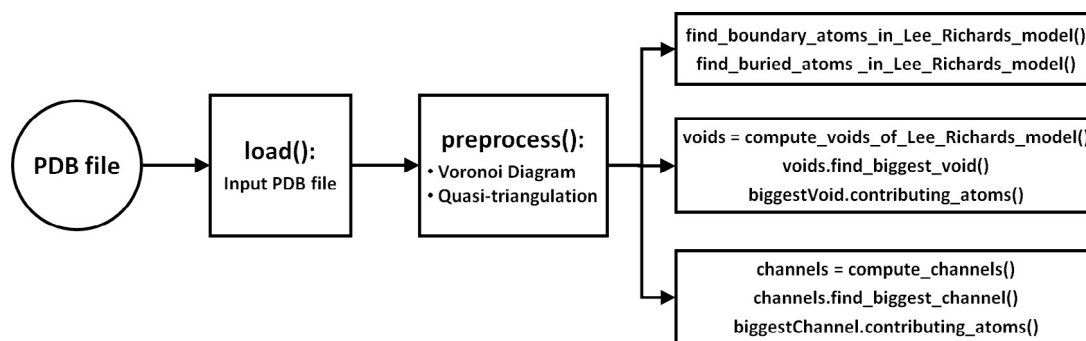 PDB file
load():
Input PDB file
preprocess():
• Voronoi Diagram
• Quasi-triangulation
find_boundary_atoms_in_Lee_Richards_model()
find_buried_atoms _in_Lee_Richards_model()
voids = compute_voids_of_Lee_Richards_model()
voids.find_biggest_void()
biggestVoid.contributing_atoms()
channels = compute_channels()
channels.find_biggest_channel()
biggestChannel.contributing_atoms()